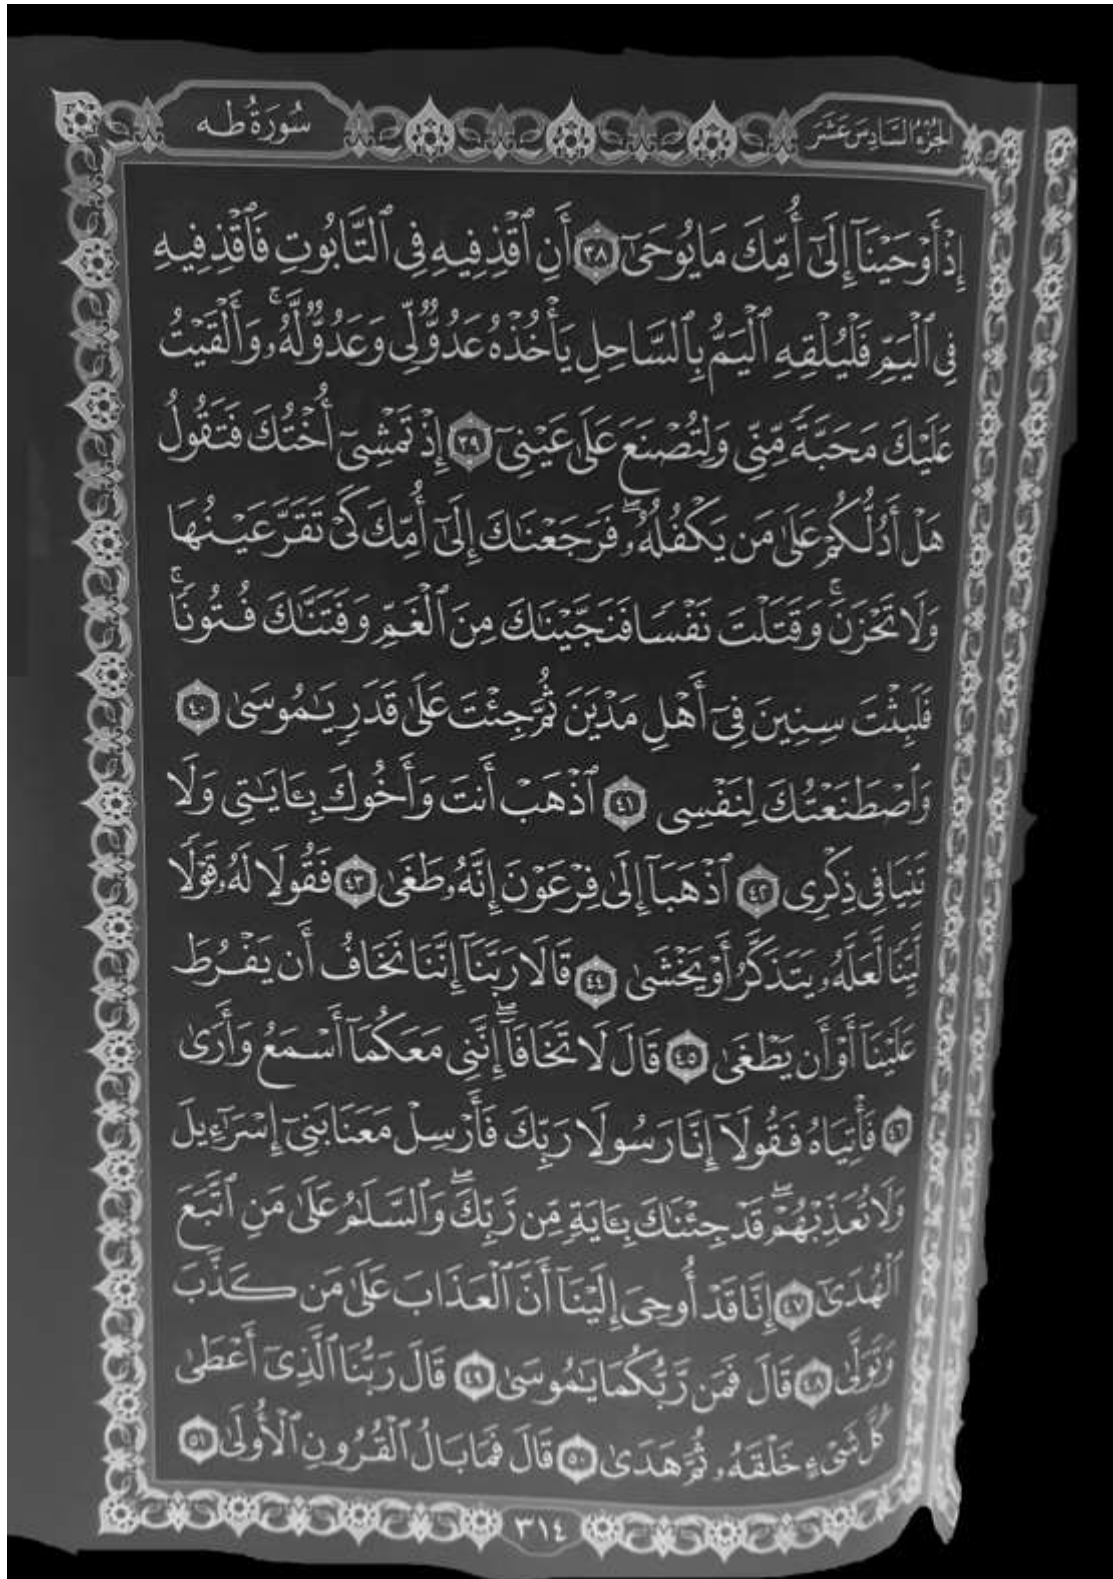 الجزء السادس عشر
سورة طه
إِذْ أَوْحَيْنَآ إِلَىٰٓ أُمِّكَ مَا يُوحَىٰٓ ٣٨ أَنِ ٱقْذِفِيهِ فِى ٱلتَّابُوتِ فَٱقْذِفِيهِ
فِى ٱلْيَمِّ فَلْيُلْقِهِ ٱلْيَمُّ بِٱلسَّاحِلِ يَأْخُذْهُ عَدُوٌّ لِّى وَعَدُوٌّ لَّهُۥۚ وَأَلْقَيْتُ
عَلَيْكَ مَحَبَّةً مِّنِّى وَلِتُصْنَعَ عَلَىٰ عَيْنِىٓ ٣٩ إِذْ تَمْشِىٓ أُخْتُكَ فَتَقُولُ
هَلْ أَدُلُّكُمْ عَلَىٰ مَن يَكْفُلُهُۥۖ فَرَجَعْنَـٰكَ إِلَىٰٓ أُمِّكَ كَىْ تَقَرَّ عَيْنُهَا
وَلَا تَحْزَنَۚ وَقَتَلْتَ نَفْسًا فَنَجَّيْنَـٰكَ مِنَ ٱلْغَمِّ وَفَتَنَّـٰكَ فُتُونًاۚ
فَلَبِثْتَ سِنِينَ فِىٓ أَهْلِ مَدْيَنَ ثُمَّ جِئْتَ عَلَىٰ قَدَرٍ يَـٰمُوسَىٰ ٤٠
وَٱصْطَنَعْتُكَ لِنَفْسِى ٤١ ٱذْهَبْ أَنتَ وَأَخُوكَ بِـَٔايَـٰتِى وَلَا
تَنِيَا فِى ذِكْرِى ٤٢ ٱذْهَبَآ إِلَىٰ فِرْعَوْنَ إِنَّهُۥ طَغَىٰ ٤٣ فَقُولَا لَهُۥ قَوْلًا
لَّيِّنًا لَّعَلَّهُۥ يَتَذَكَّرُ أَوْ يَخْشَىٰ ٤٤ قَالَا رَبَّنَآ إِنَّنَا نَخَافُ أَن يَفْرُطَ
عَلَيْنَآ أَوْ أَن يَطْغَىٰ ٤٥ قَالَ لَا تَخَافَآۖ إِنَّنِى مَعَكُمَآ أَسْمَعُ وَأَرَىٰ
٤٦ فَأْتِيَاهُ فَقُولَآ إِنَّا رَسُولَا رَبِّكَ فَأَرْسِلْ مَعَنَا بَنِىٓ إِسْرَٰٓءِيلَ
وَلَا تُعَذِّبْهُمْۖ قَدْ جِئْنَـٰكَ بِـَٔايَةٍ مِّن رَّبِّكَۖ وَٱلسَّلَـٰمُ عَلَىٰ مَنِ ٱتَّبَعَ
ٱلْهُدَىٰٓ ٤٧ إِنَّا قَدْ أُوحِىَ إِلَيْنَآ أَنَّ ٱلْعَذَابَ عَلَىٰ مَن كَذَّبَ
وَتَوَلَّىٰ ٤٨ قَالَ فَمَن رَّبُّكُمَا يَـٰمُوسَىٰ ٤٩ قَالَ رَبُّنَا ٱلَّذِىٓ أَعْطَىٰ
كُلَّ شَىْءٍ خَلْقَهُۥ ثُمَّ هَدَىٰ ٥٠ قَالَ فَمَا بَالُ ٱلْقُرُونِ ٱلْأُولَىٰ ٥١
٣١٤